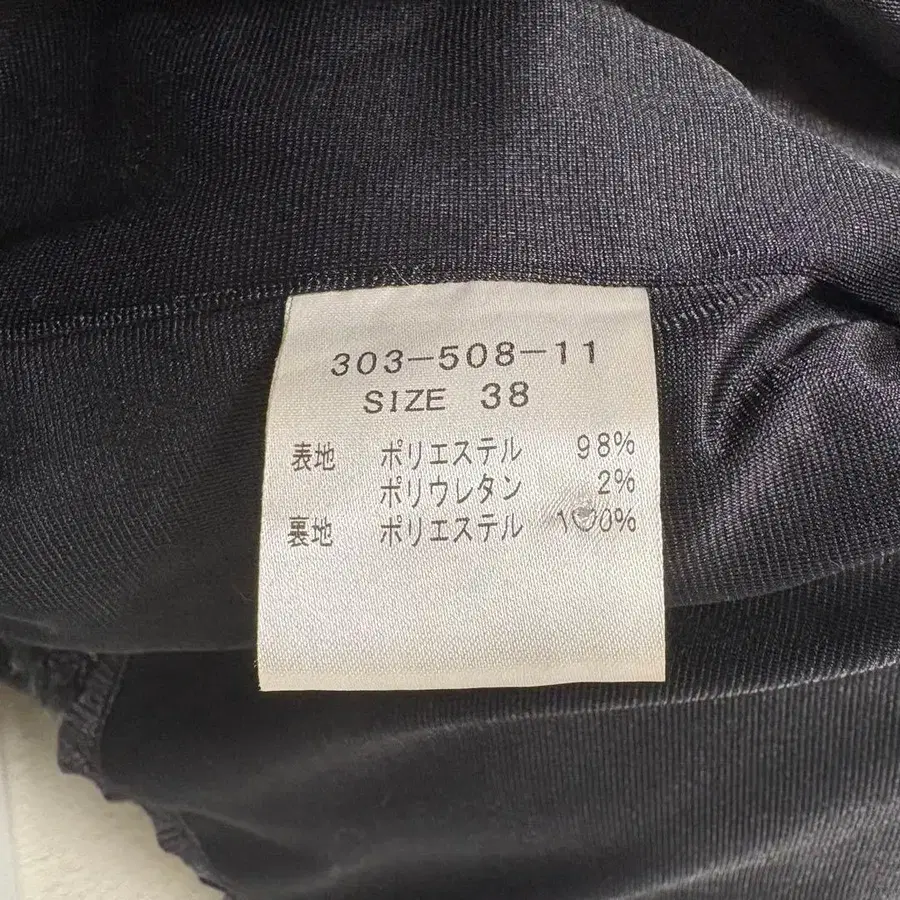 303-508-11
SIZE 38
表地 ポリエステル 98%
ポリウレタン 2%
裏地 ポリエステル 100%